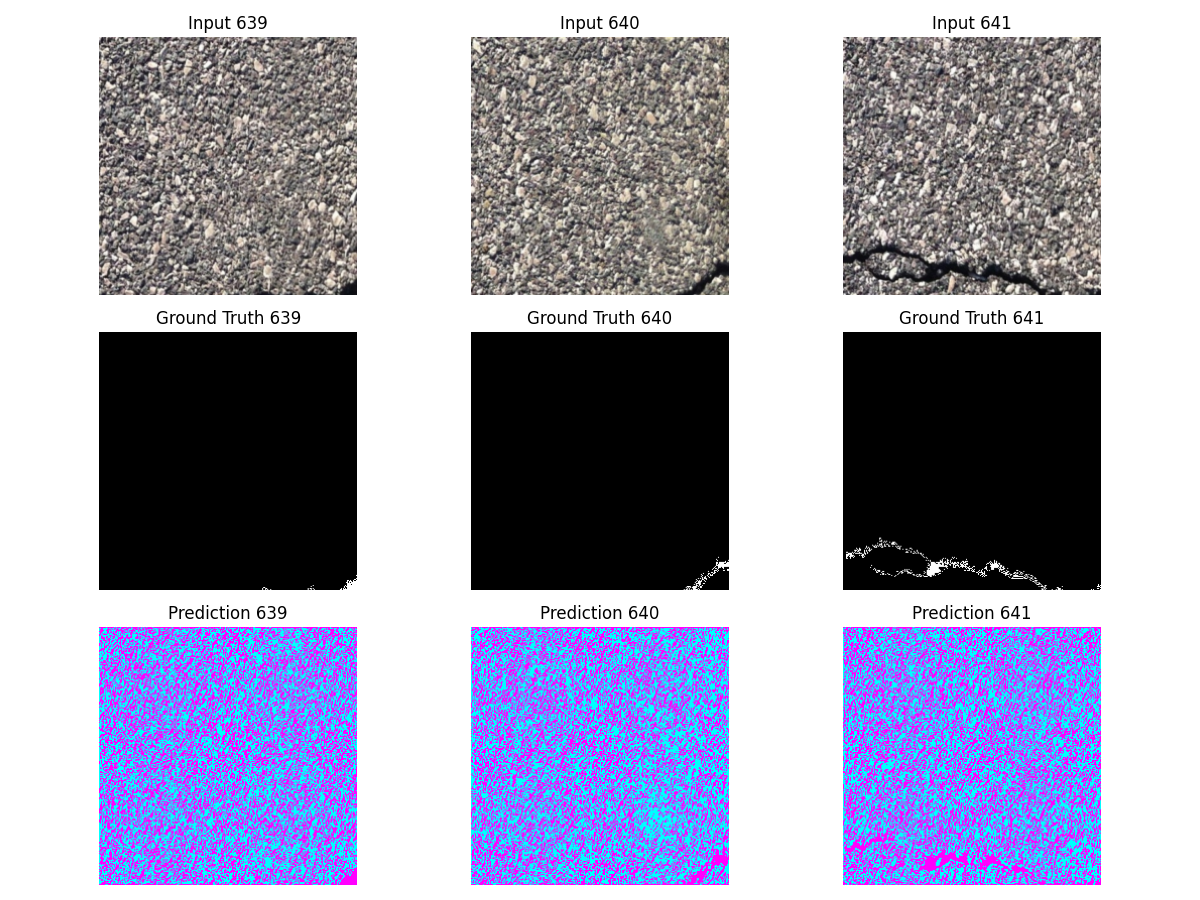 Input 639
Input 640
Input 641
Ground Truth 639
Ground Truth 640
Ground Truth 641
Prediction 639
Prediction 640
Prediction 641